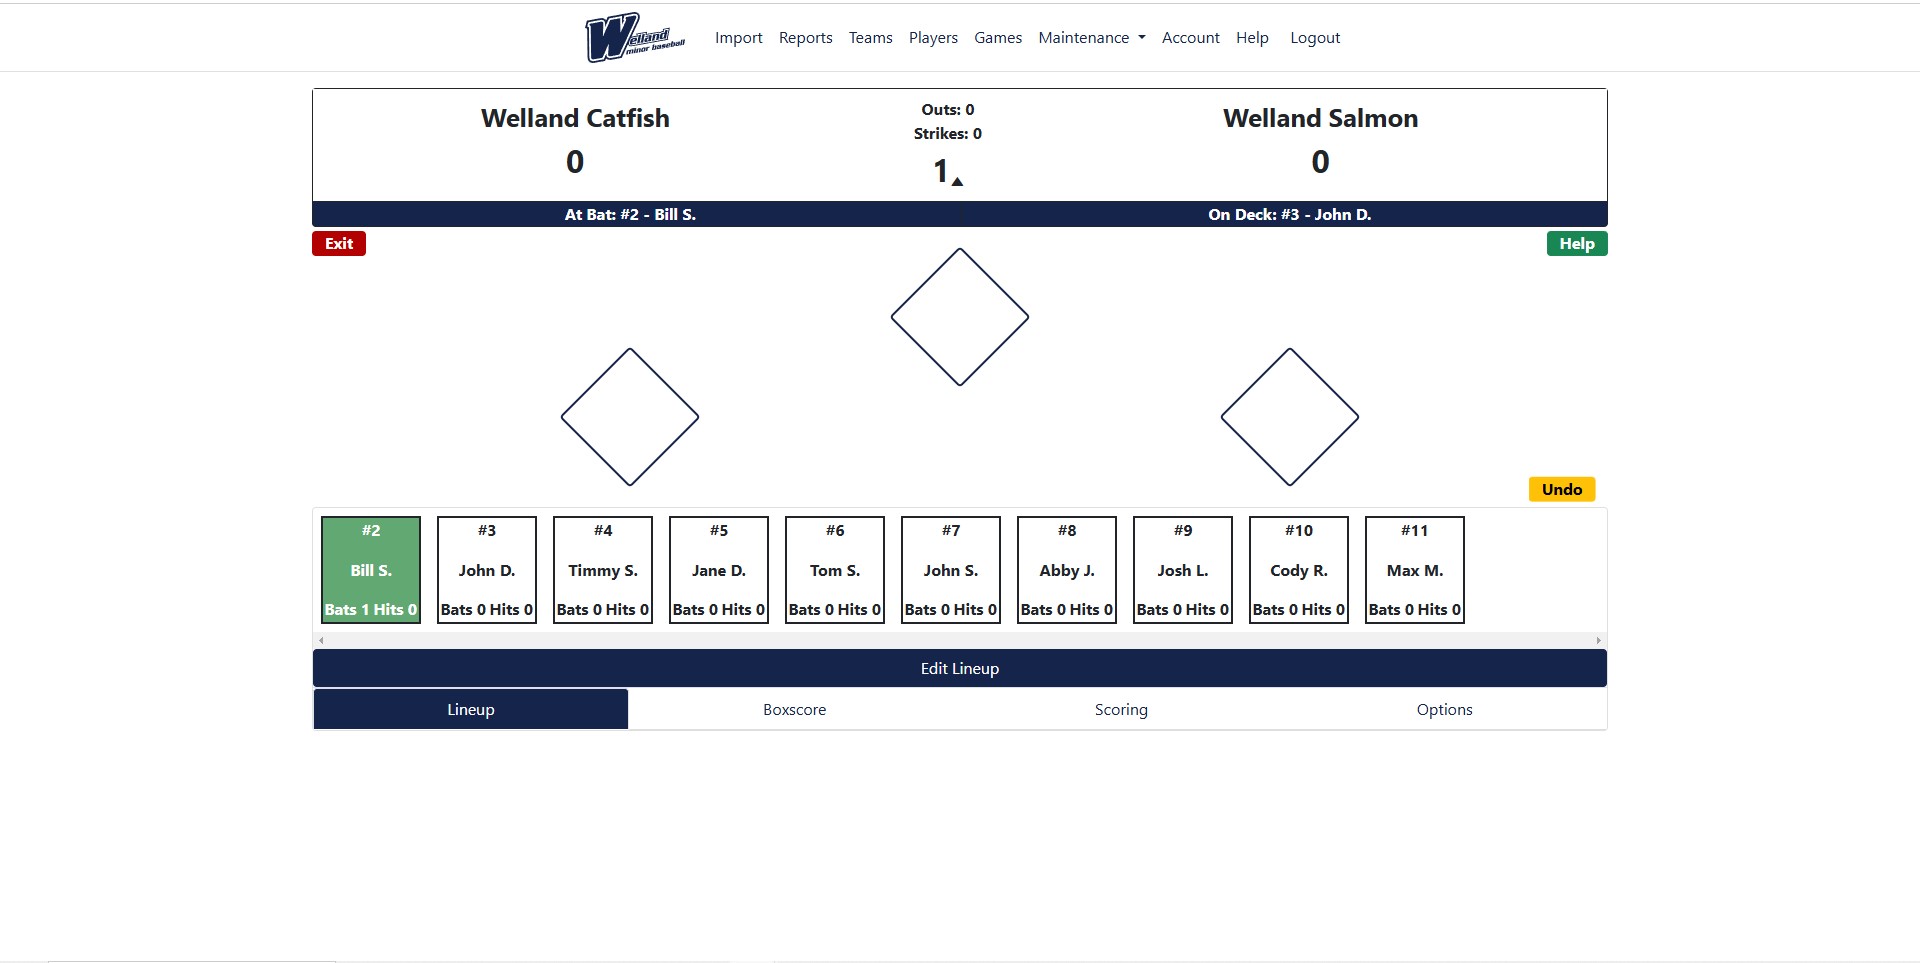 Welland
minor baseball
Import Reports Teams Players Games Maintenance Account Help Logout
Welland Catfish
0
Outs: 0
Strikes: 0
1
Welland Salmon
0
At Bat: #2 - Bill S.
On Deck: #3 - John D.
Exit
Help
Undo
#2 #3 #4 #5 #6 #7 #8 #9 #10 #11
Bill S. John D. Timmy S. Jane D. Tom S. John S. Abby J. Josh L. Cody R. Max M.
Bats 1 Hits 0 Bats 0 Hits 0 Bats 0 Hits 0 Bats 0 Hits 0 Bats 0 Hits 0 Bats 0 Hits 0 Bats 0 Hits 0 Bats 0 Hits 0 Bats 0 Hits 0 Bats 0 Hits 0
Edit Lineup
Lineup Boxscore Scoring Options